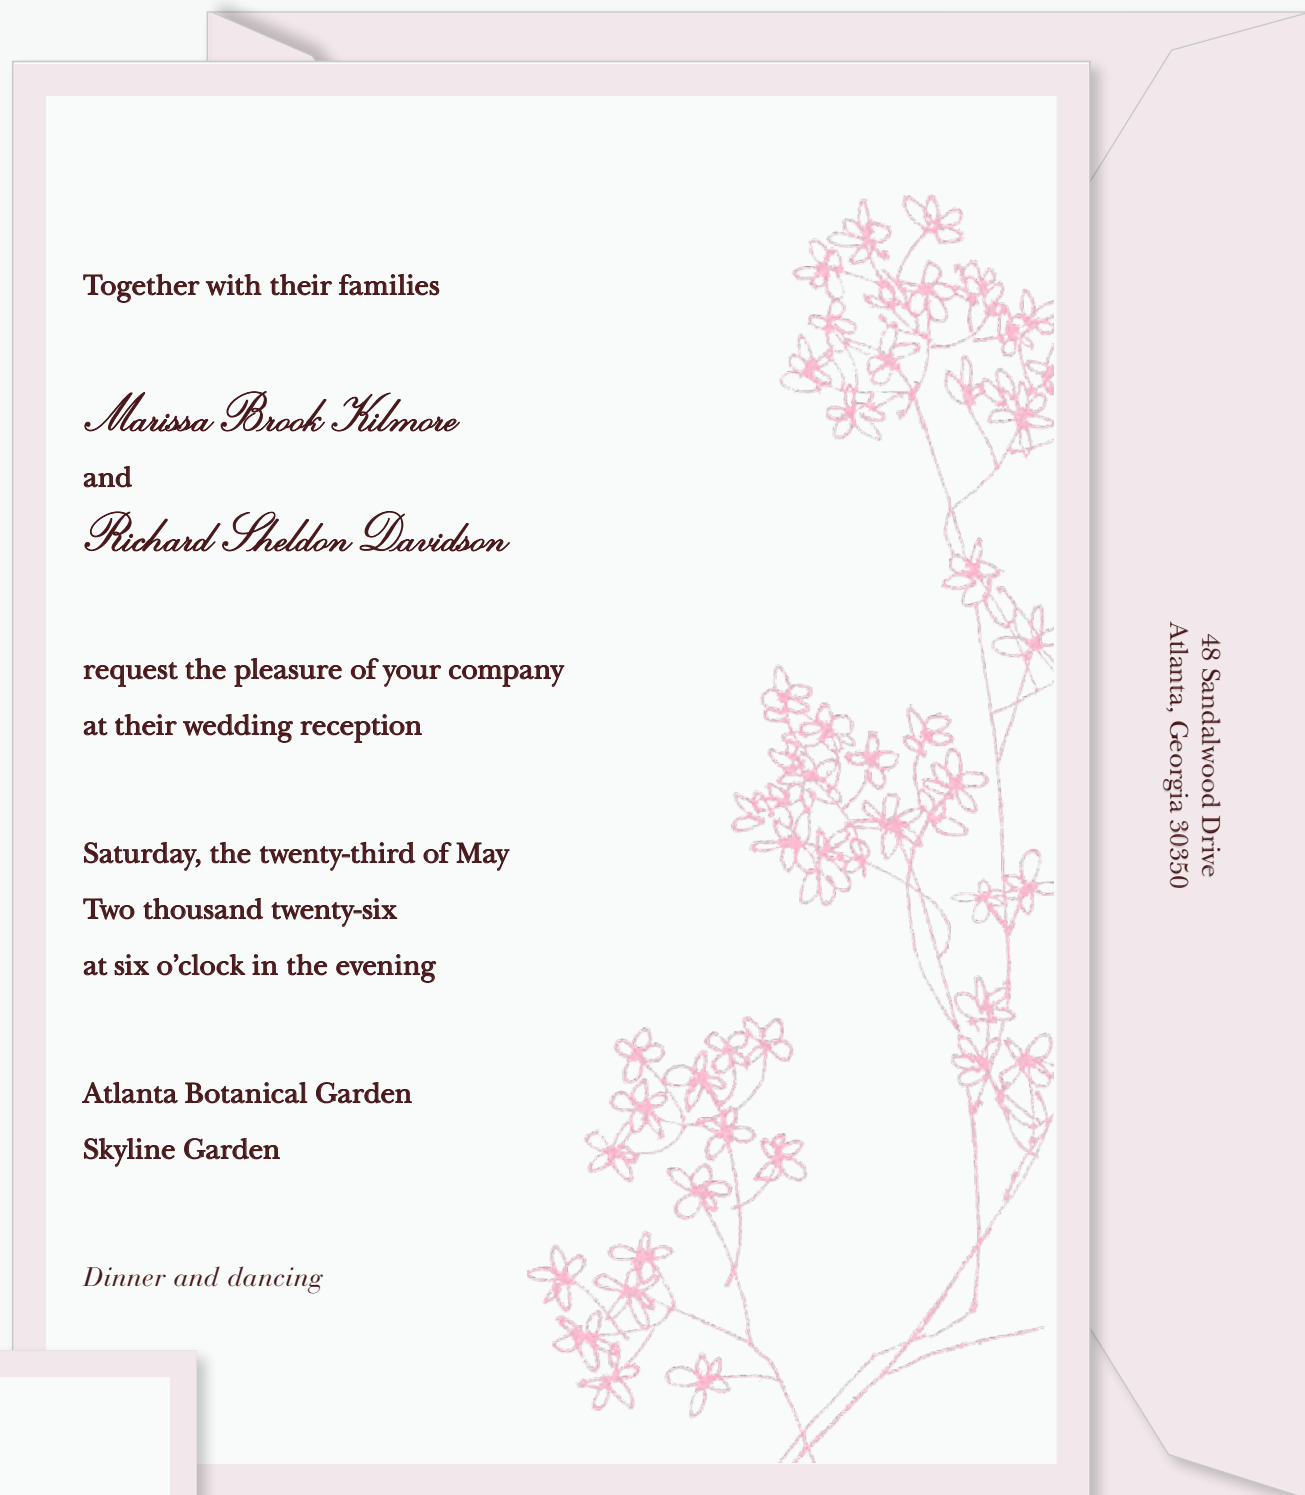 Together with their families
Marissa Brook Kilmore
and
Richard Sheldon Davidson
request the pleasure of your company
at their wedding reception
Saturday, the twenty-third of May
Two thousand twenty-six
at six o’clock in the evening
Atlanta Botanical Garden
Skyline Garden
Dinner and dancing
48 Sandalwood Drive
Atlanta, Georgia 30350